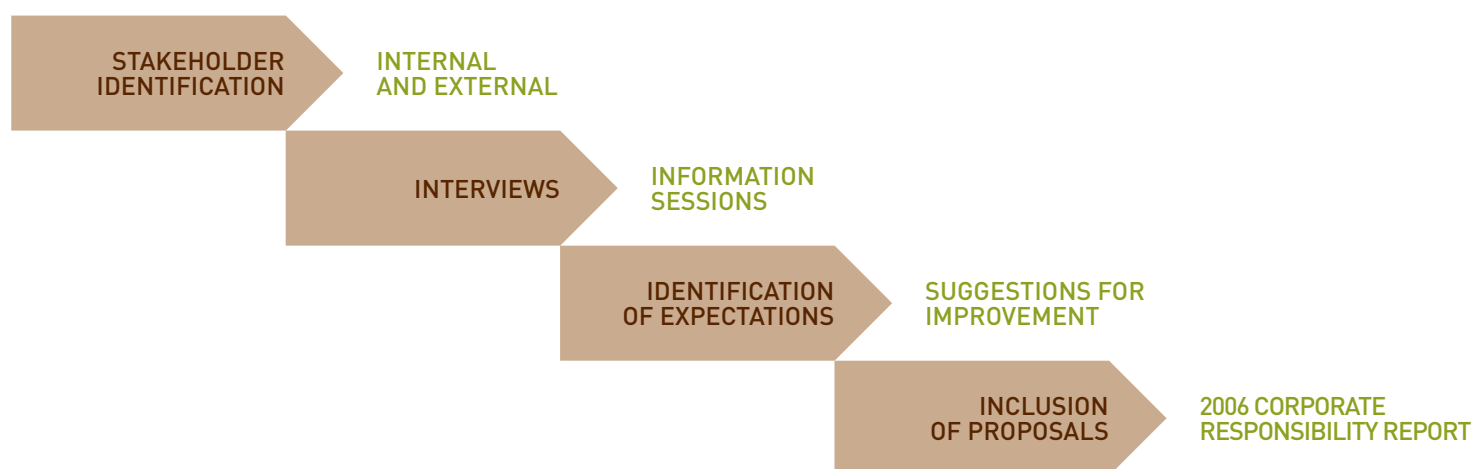 STAKEHOLDER
IDENTIFICATION
INTERNAL
AND EXTERNAL
INTERVIEWS
INFORMATION
SESSIONS
IDENTIFICATION
OF EXPECTATIONS
SUGGESTIONS FOR
IMPROVEMENT
INCLUSION
OF PROPOSALS
2006 CORPORATE
RESPONSIBILITY REPORT